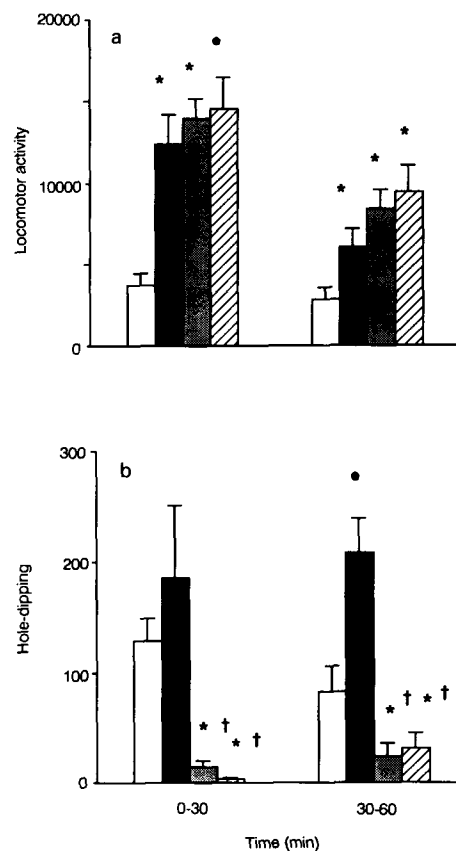 20000
a
*
*
●
*
*
*
10000
0
Locomotor activity
300
b
●
200
100
* † * †
* † * †
0
Hole-dipping
0-30
30-60
Time (min)